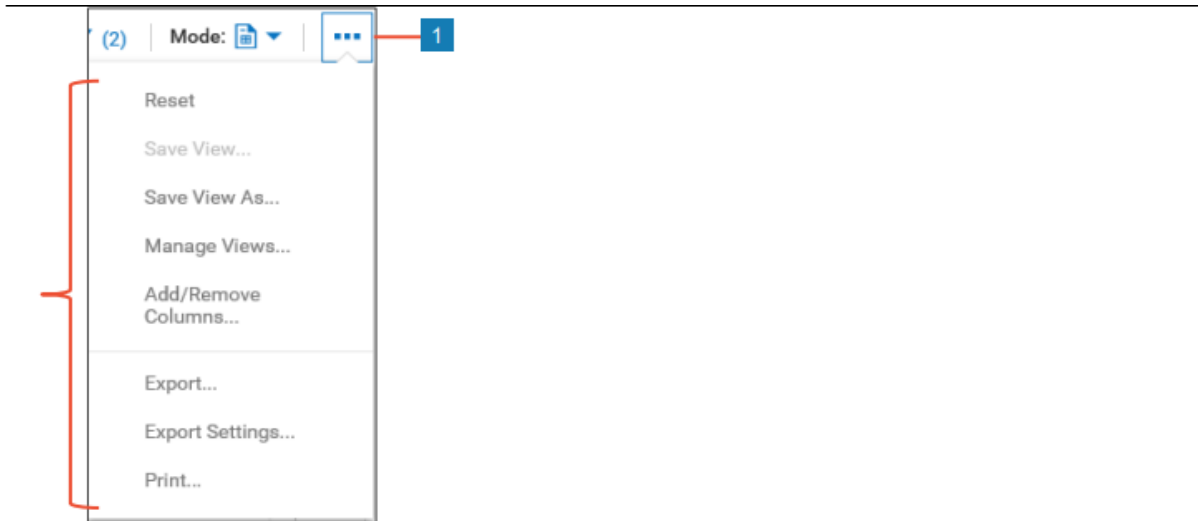 (2) Mode: ... 1
Reset
Save View...
Save View As...
Manage Views...
Add/Remove
Columns...
Export...
Export Settings...
Print...